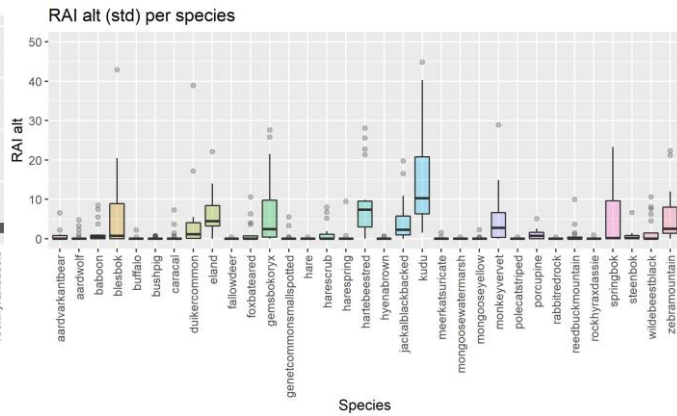 RAI alt (std) per species
RAI alt
50
40
30
20
10
0
aardvarkantbear
aardwolf
baboon
blesbok
buffalo
bushpig
caracal
duikercommon
eland
fallowdeer
foxbateared
gemsbokoryx
genetcommonsmallspotted
hare
harescrub
harespring
hartebeestred
hyenabrown
jackalblackbacked
kudu
meerkatsuricate
mongoosewatermarsh
mongooseyellow
monkeyvervet
polecatstriped
porcupine
rabbitredrock
reedbuckmountain
rockhyraxdassie
springbok
steenbok
wildebeestblack
zebramountain
Species